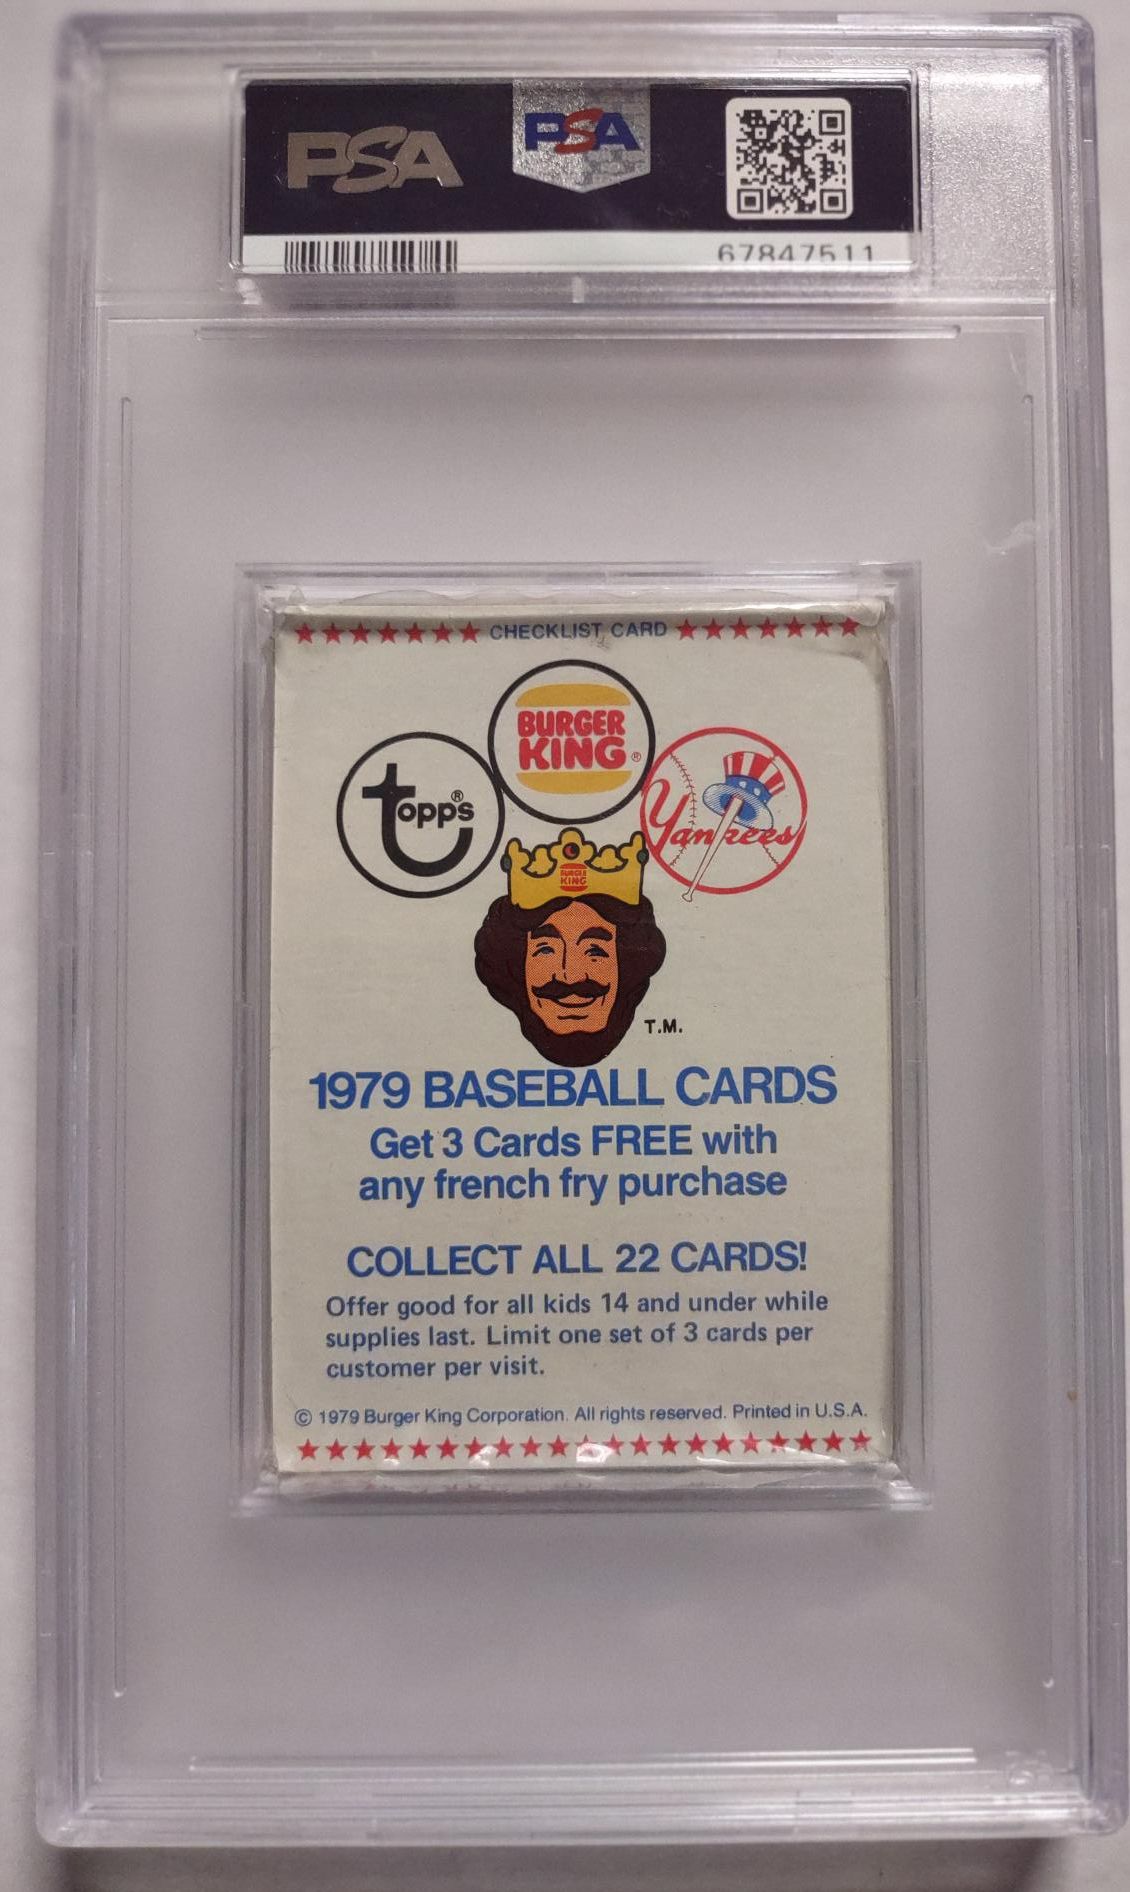 PSA
PSA
67847511
CHECKLIST CARD
BURGER
KING®
topps®
Yankees
BURGER
KING
T.M.
1979 BASEBALL CARDS
Get 3 Cards FREE with
any french fry purchase
COLLECT ALL 22 CARDS!
Offer good for all kids 14 and under while
supplies last. Limit one set of 3 cards per
customer per visit.
© 1979 Burger King Corporation. All rights reserved. Printed in U.S.A.